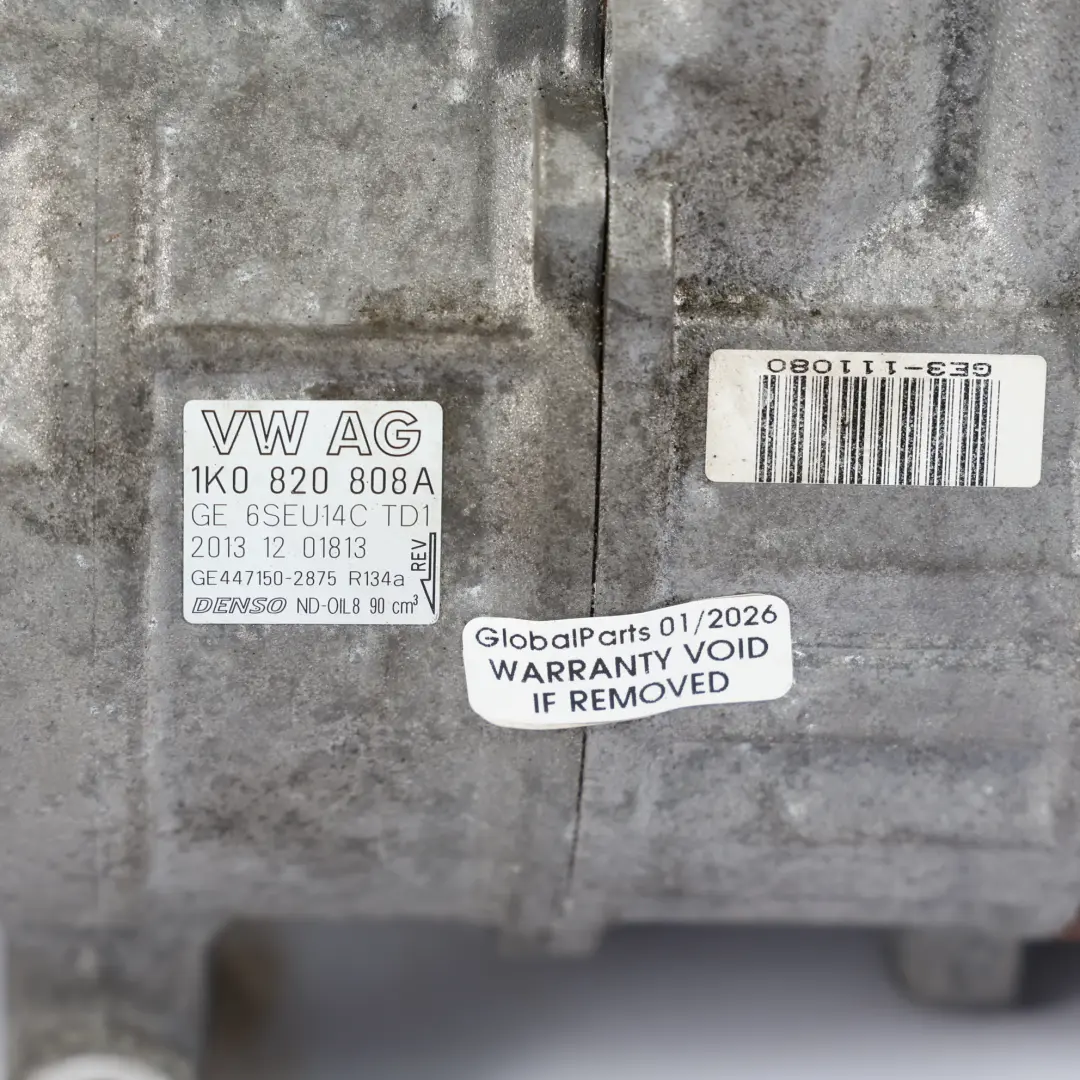 VW AG
1K0 820 808A
GE 6SEU14C TD1
2013 12 01813
REV
GE447150-2875 R134a
DENSO ND-OIL8 90 cm³
GE3-111080
GlobalParts 01/2026
WARRANTY VOID
IF REMOVED